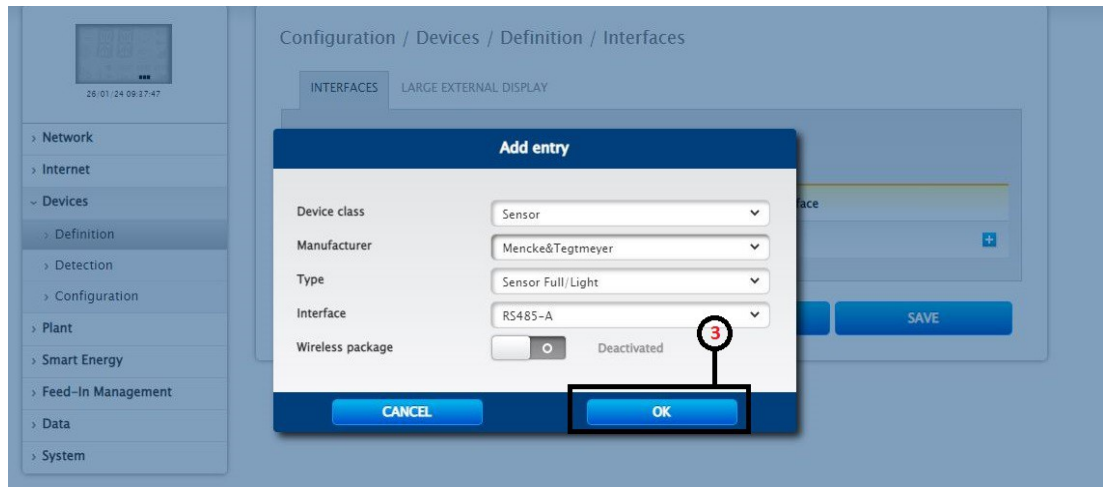 26/01/24 09:37:47
Network
Internet
Devices
Definition
Detection
Configuration
Plant
Smart Energy
Feed-In Management
Data
System
Configuration / Devices / Definition / Interfaces
INTERFACES
LARGE EXTERNAL DISPLAY
Add entry
Device class
Sensor
Manufacturer
Mencke&Tegtmeyer
Type
Sensor Full/Light
Interface
RS485-A
Wireless package
Deactivated
3
CANCEL
OK
face
SAVE